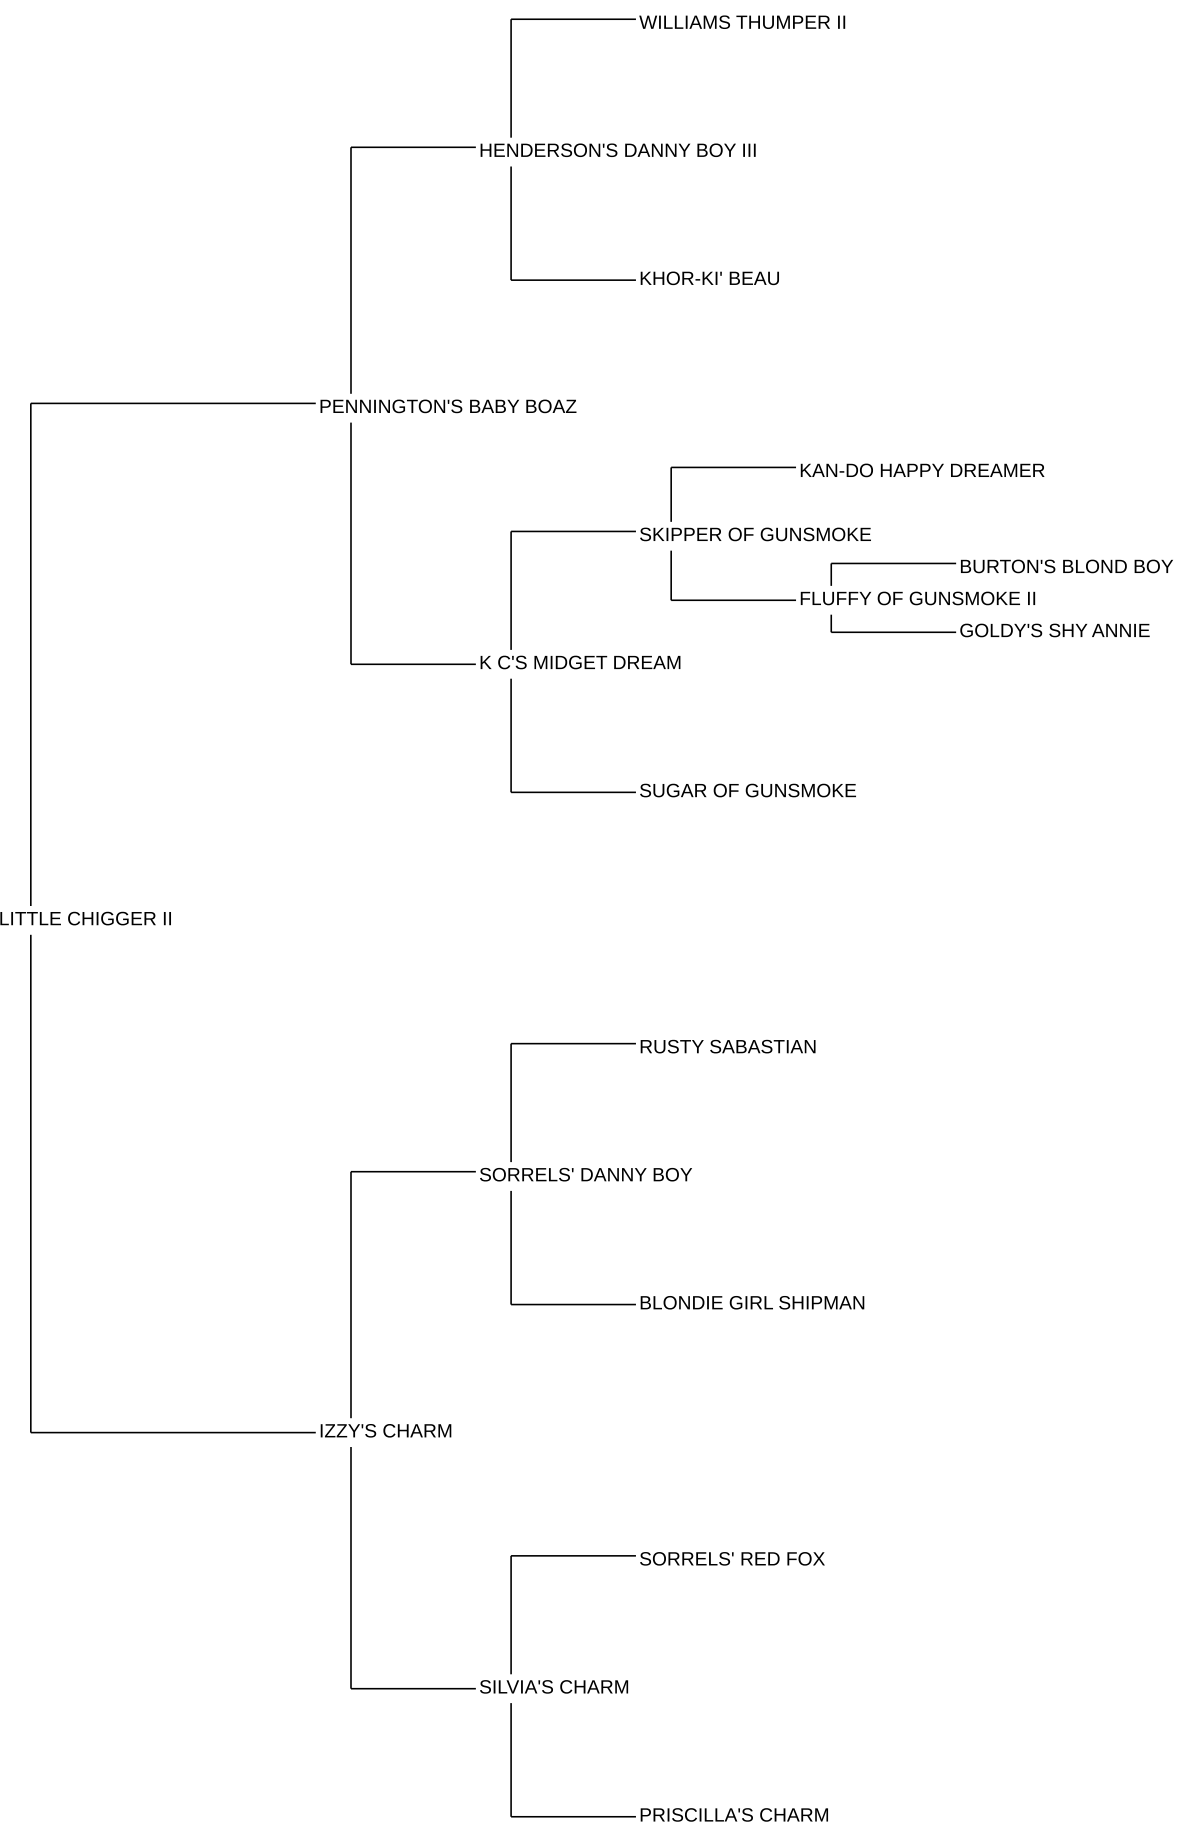 WILLIAMS THUMPER II
HENDERSON'S DANNY BOY III
KHOR-KI' BEAU
PENNINGTON'S BABY BOAZ
KAN-DO HAPPY DREAMER
SKIPPER OF GUNSMOKE
BURTON'S BLOND BOY
FLUFFY OF GUNSMOKE II
GOLDY'S SHY ANNIE
K C'S MIDGET DREAM
SUGAR OF GUNSMOKE
LITTLE CHIGGER II
RUSTY SABASTIAN
SORRELS' DANNY BOY
BLONDIE GIRL SHIPMAN
IZZY'S CHARM
SORRELS' RED FOX
SILVIA'S CHARM
PRISCILLA'S CHARM